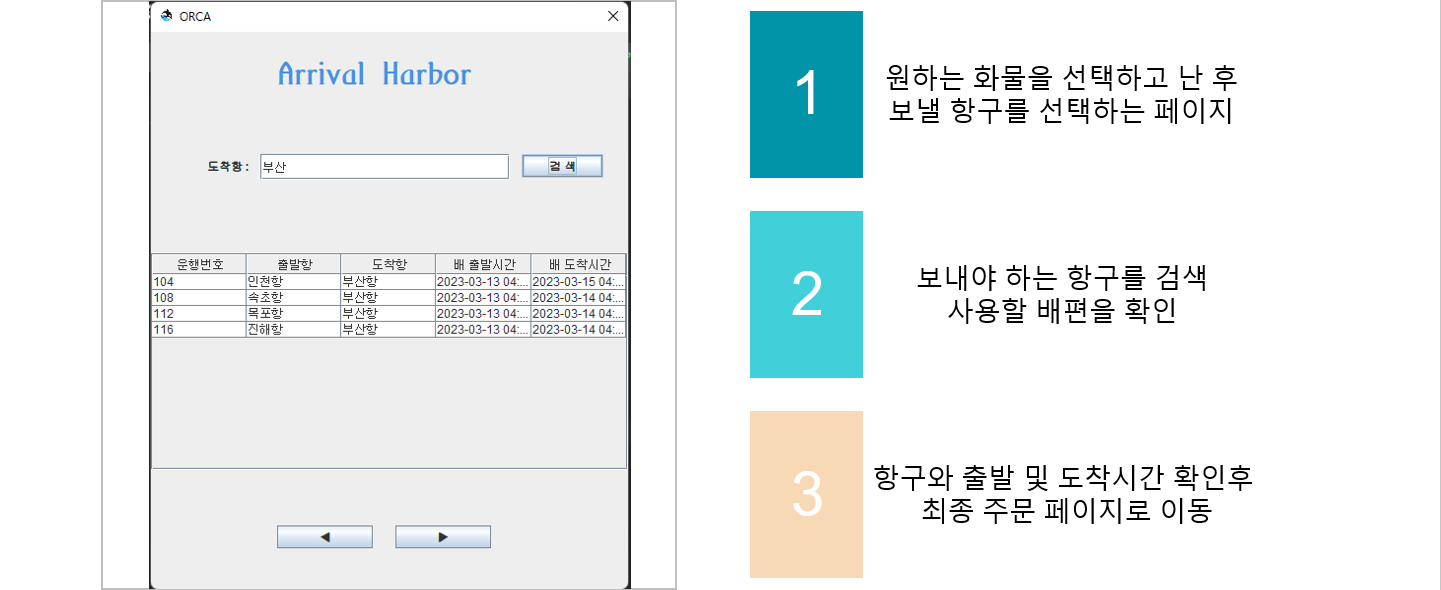 ORCA
Arrival Harbor
도착항 : 부산 검 색
운행번호 출발항 도착항 배 출발시간 배 도착시간
104 인천항 부산항 2023-03-13 04:... 2023-03-15 04:...
108 속초항 부산항 2023-03-13 04:... 2023-03-14 04:...
112 목포항 부산항 2023-03-13 04:... 2023-03-14 04:...
116 진해항 부산항 2023-03-13 04:... 2023-03-14 04:...
1
원하는 화물을 선택하고 난 후
보낼 항구를 선택하는 페이지
2
보내야 하는 항구를 검색
사용할 배편을 확인
3
항구와 출발 및 도착시간 확인후
최종 주문 페이지로 이동